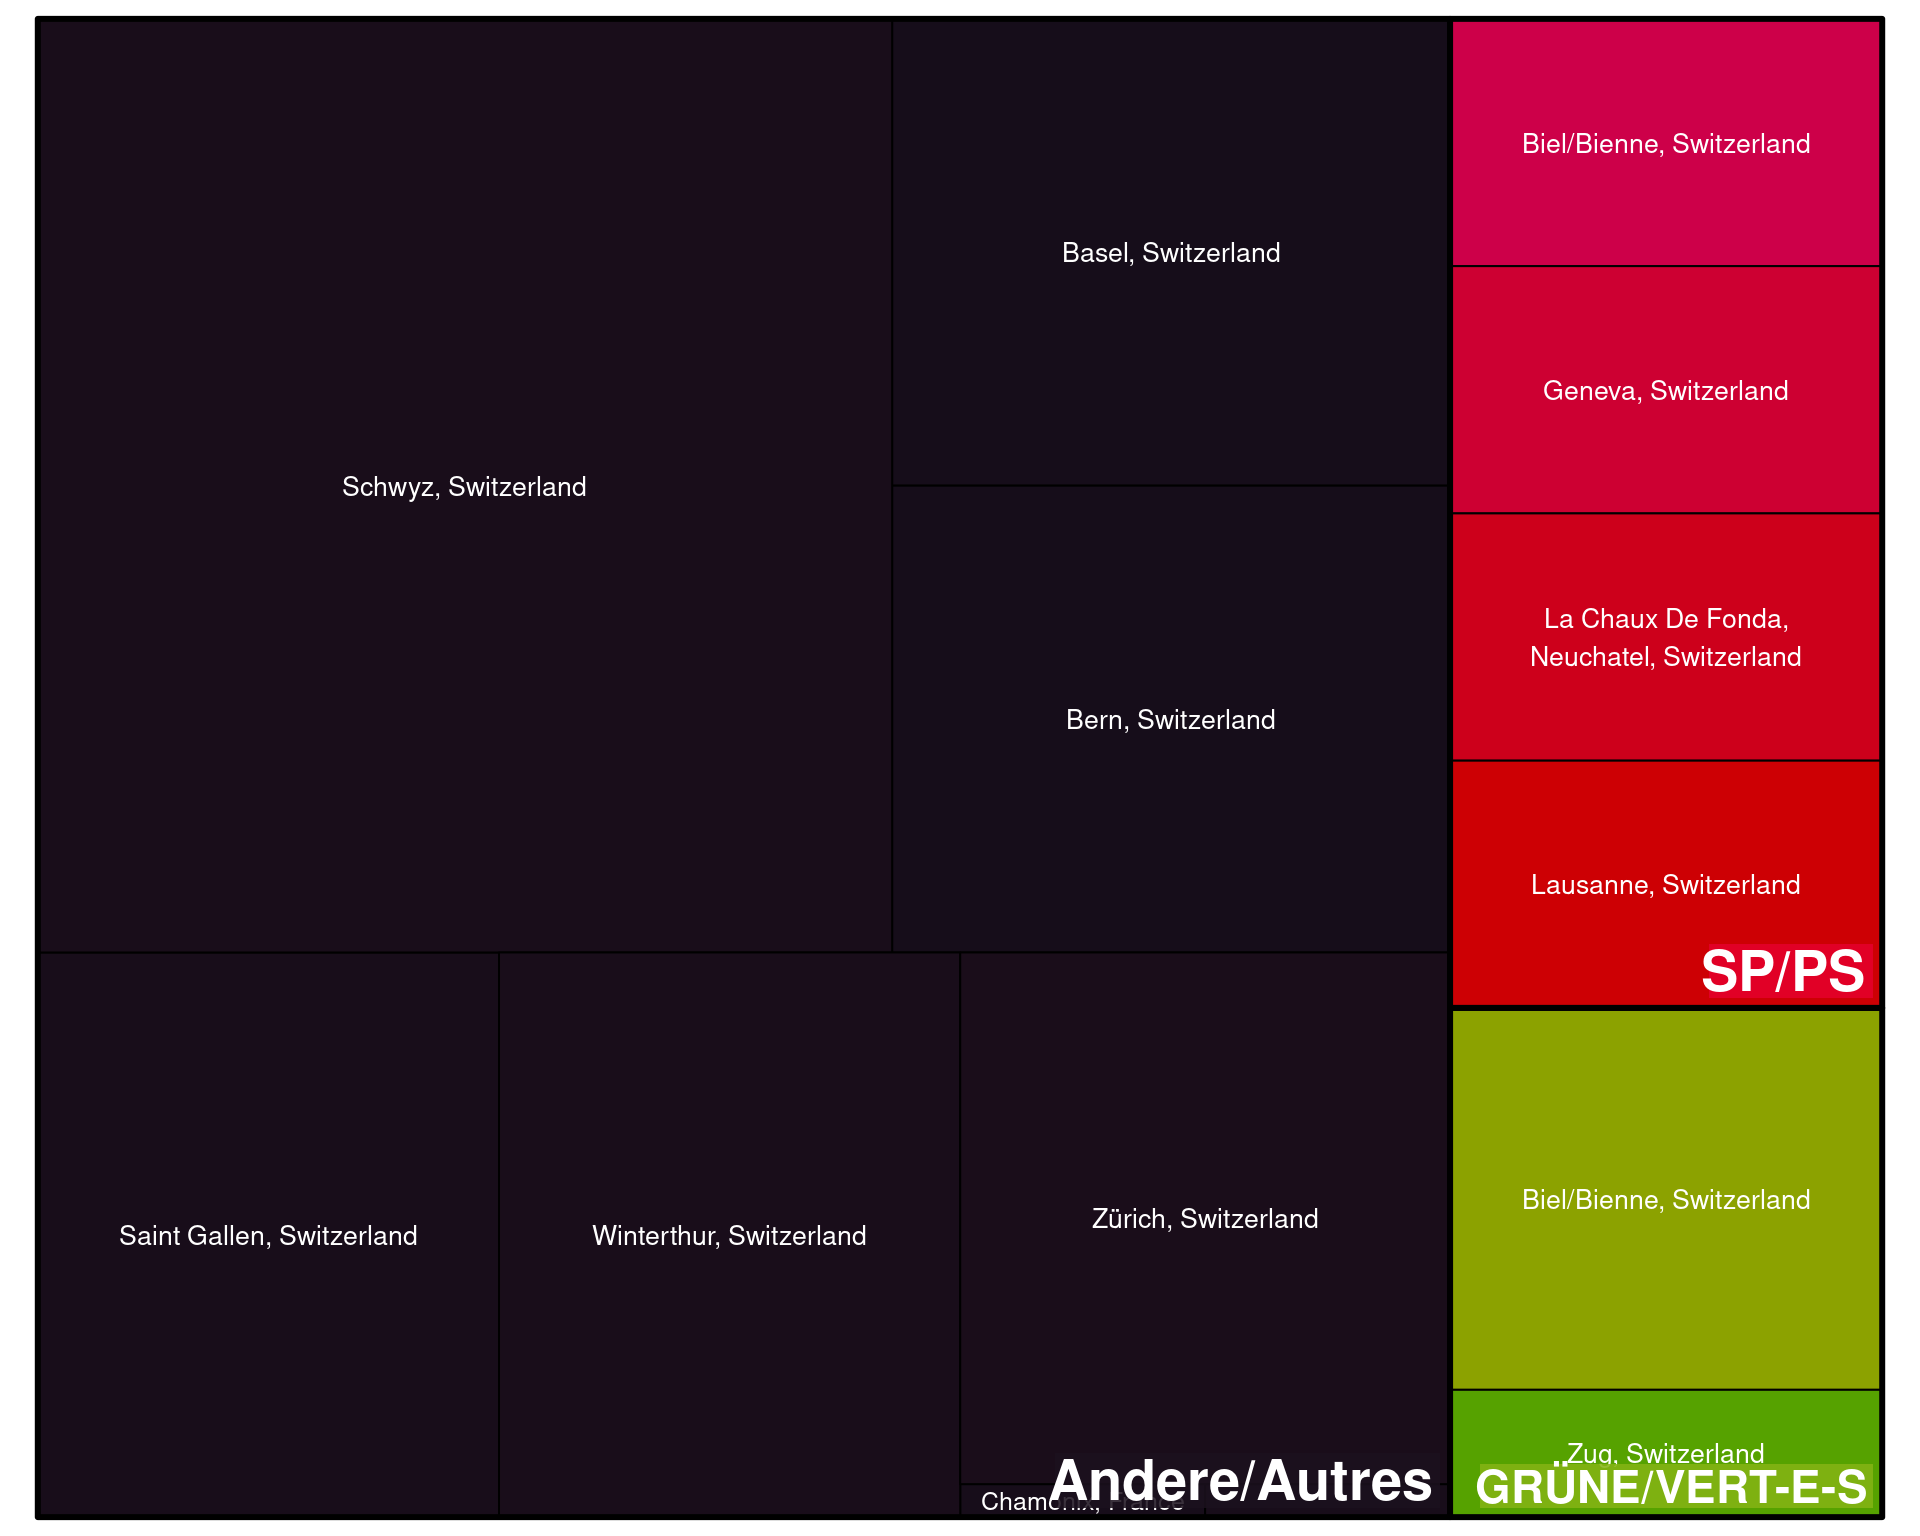 Schwyz, Switzerland
Basel, Switzerland
Bern, Switzerland
Saint Gallen, Switzerland
Winterthur, Switzerland
Zürich, Switzerland
Chamonix, France
Andere/Autres
Biel/Bienne, Switzerland
Geneva, Switzerland
La Chaux De Fonda,
Neuchatel, Switzerland
Lausanne, Switzerland
SP/PS
Biel/Bienne, Switzerland
Zug, Switzerland
GRÜNE/VERT-E-S